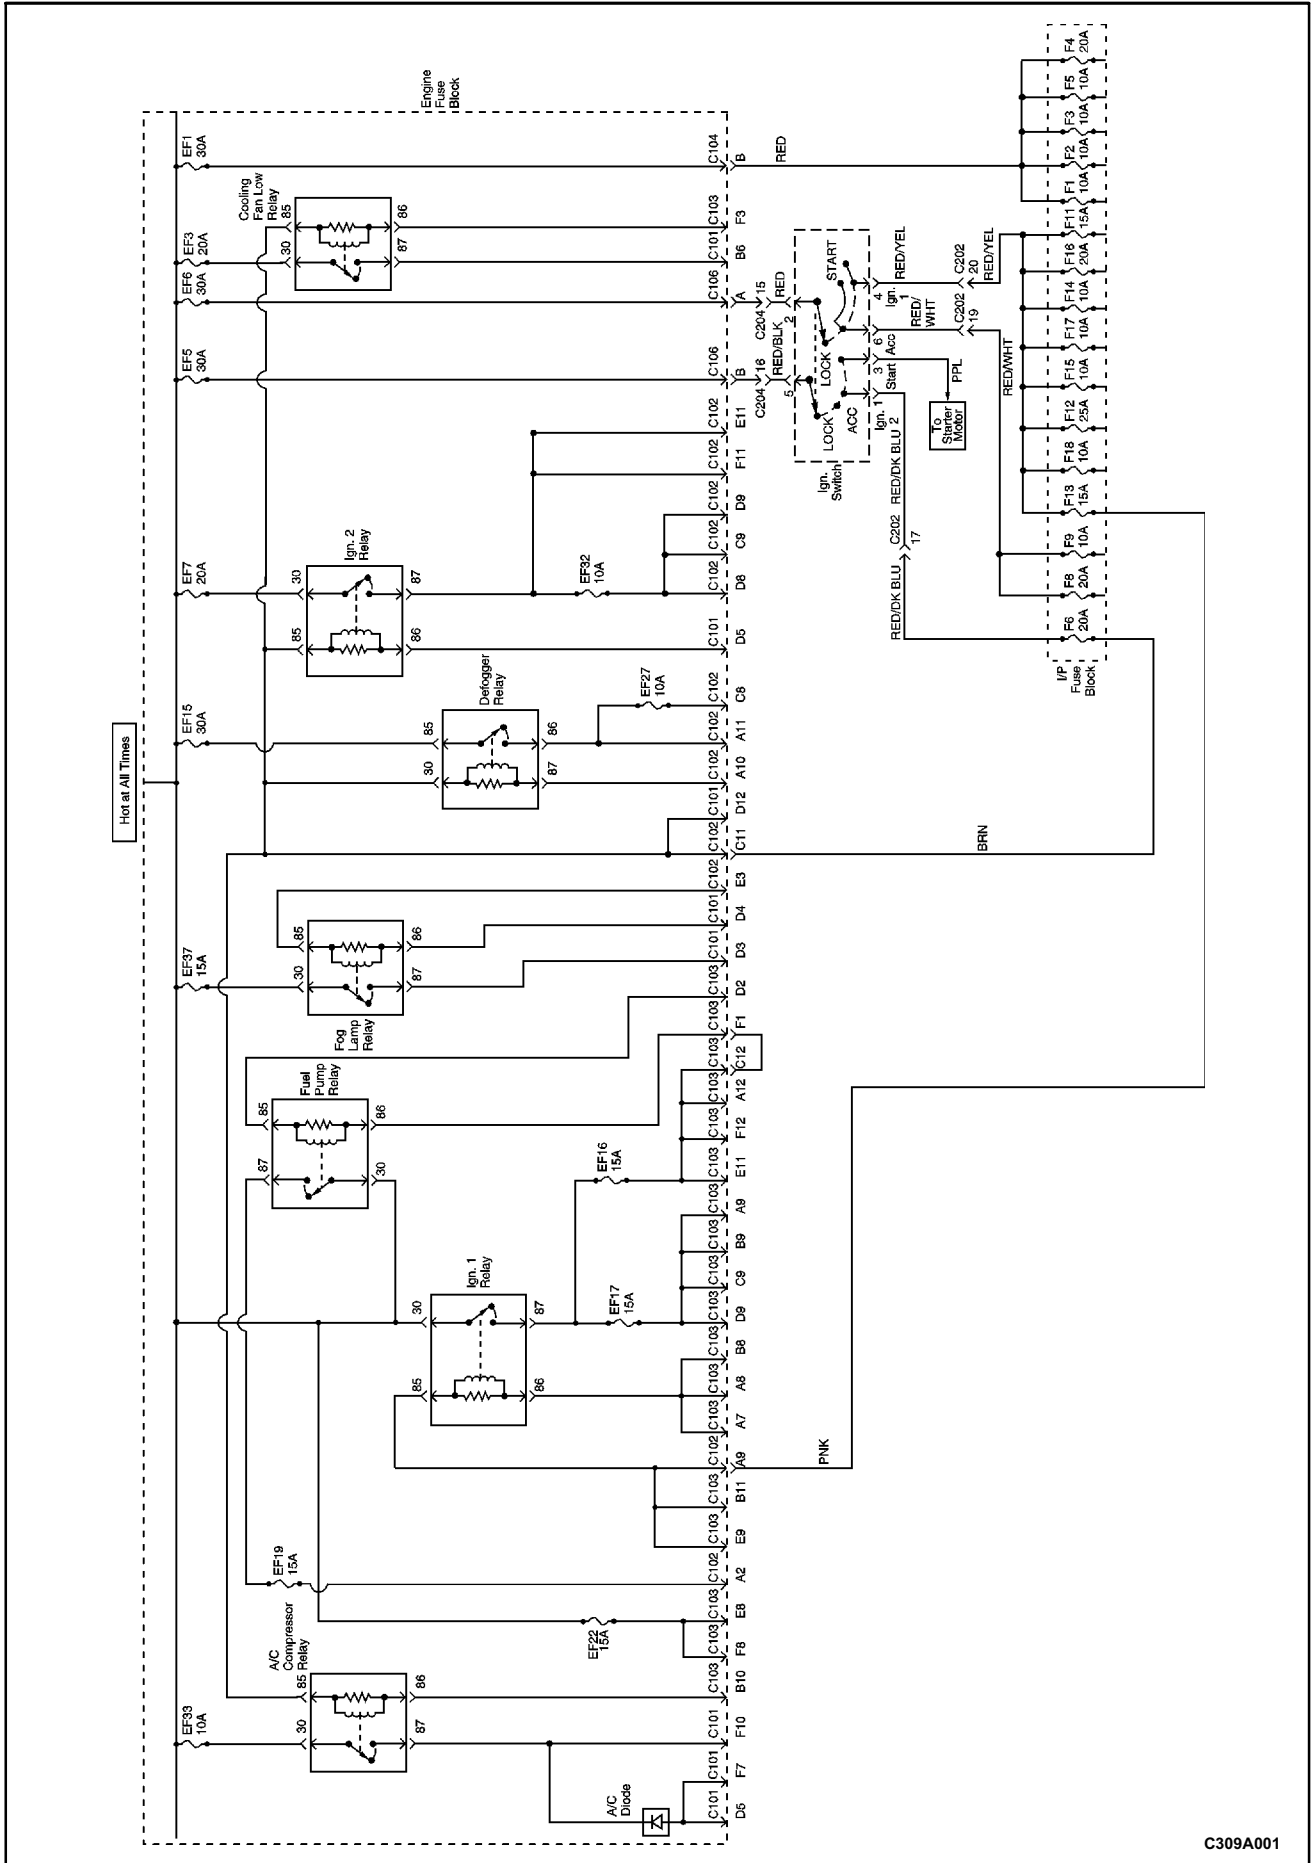 Hot at All Times
Engine
Fuse
Block
EF33
10A
EF37
15A
EF15
30A
EF7
20A
EF5
30A
EF6
30A
EF3
20A
EF1
30A
A/C
Compressor
Relay
30
85
87
86
EF19
15A
EF22
15A
A/C
Diode
Ign. 1
Relay
85
30
86
87
EF17
15A
EF16
15A
Fuel
Pump
Relay
87
85
30
86
Fog
Lamp
Relay
30
85
87
86
Defogger
Relay
30
85
87
86
EF27
10A
Ign. 2
Relay
85
30
86
87
EF32
10A
Cooling
Fan Low
Relay
30
85
87
86
C101
D5
C101
F7
C101
F10
C103
B10
C103
F8
C103
E8
C102
A2
C103
E9
C103
B11
C102
A9
C103
A7
C103
A8
C103
B8
C103
D9
C103
C9
C103
B9
C103
A9
C103
E11
C103
F12
C103
A12
C103
C12
C103
F1
C103
D2
C101
D3
C101
D4
C102
E3
C102
C11
C101
D12
C102
A10
C102
A11
C102
C8
C101
D5
C102
D8
C102
C9
C102
D9
C102
F11
C102
E11
C106
B
C106
A
C101
B6
C103
F3
C104
B
PNK
BRN
RED
C204
16
RED/BLK
5
C204
15
RED
2
Ign.
Switch
LOCK
ACC
LOCK
START
1
Ign. 2
3
Start
6
Acc
4
Ign.
1
RED/DK BLU
C202
17
RED/DK BLU
PPL
To
Starter
Motor
RED/
WHT
C202
19
RED/WHT
RED/YEL
C202
20
RED/YEL
I/P
Fuse
Block
F6
20A
F8
20A
F9
10A
F13
15A
F18
10A
F12
25A
F15
10A
F17
10A
F14
10A
F16
20A
F11
15A
F1
10A
F2
10A
F3
10A
F5
10A
F4
20A
C309A001